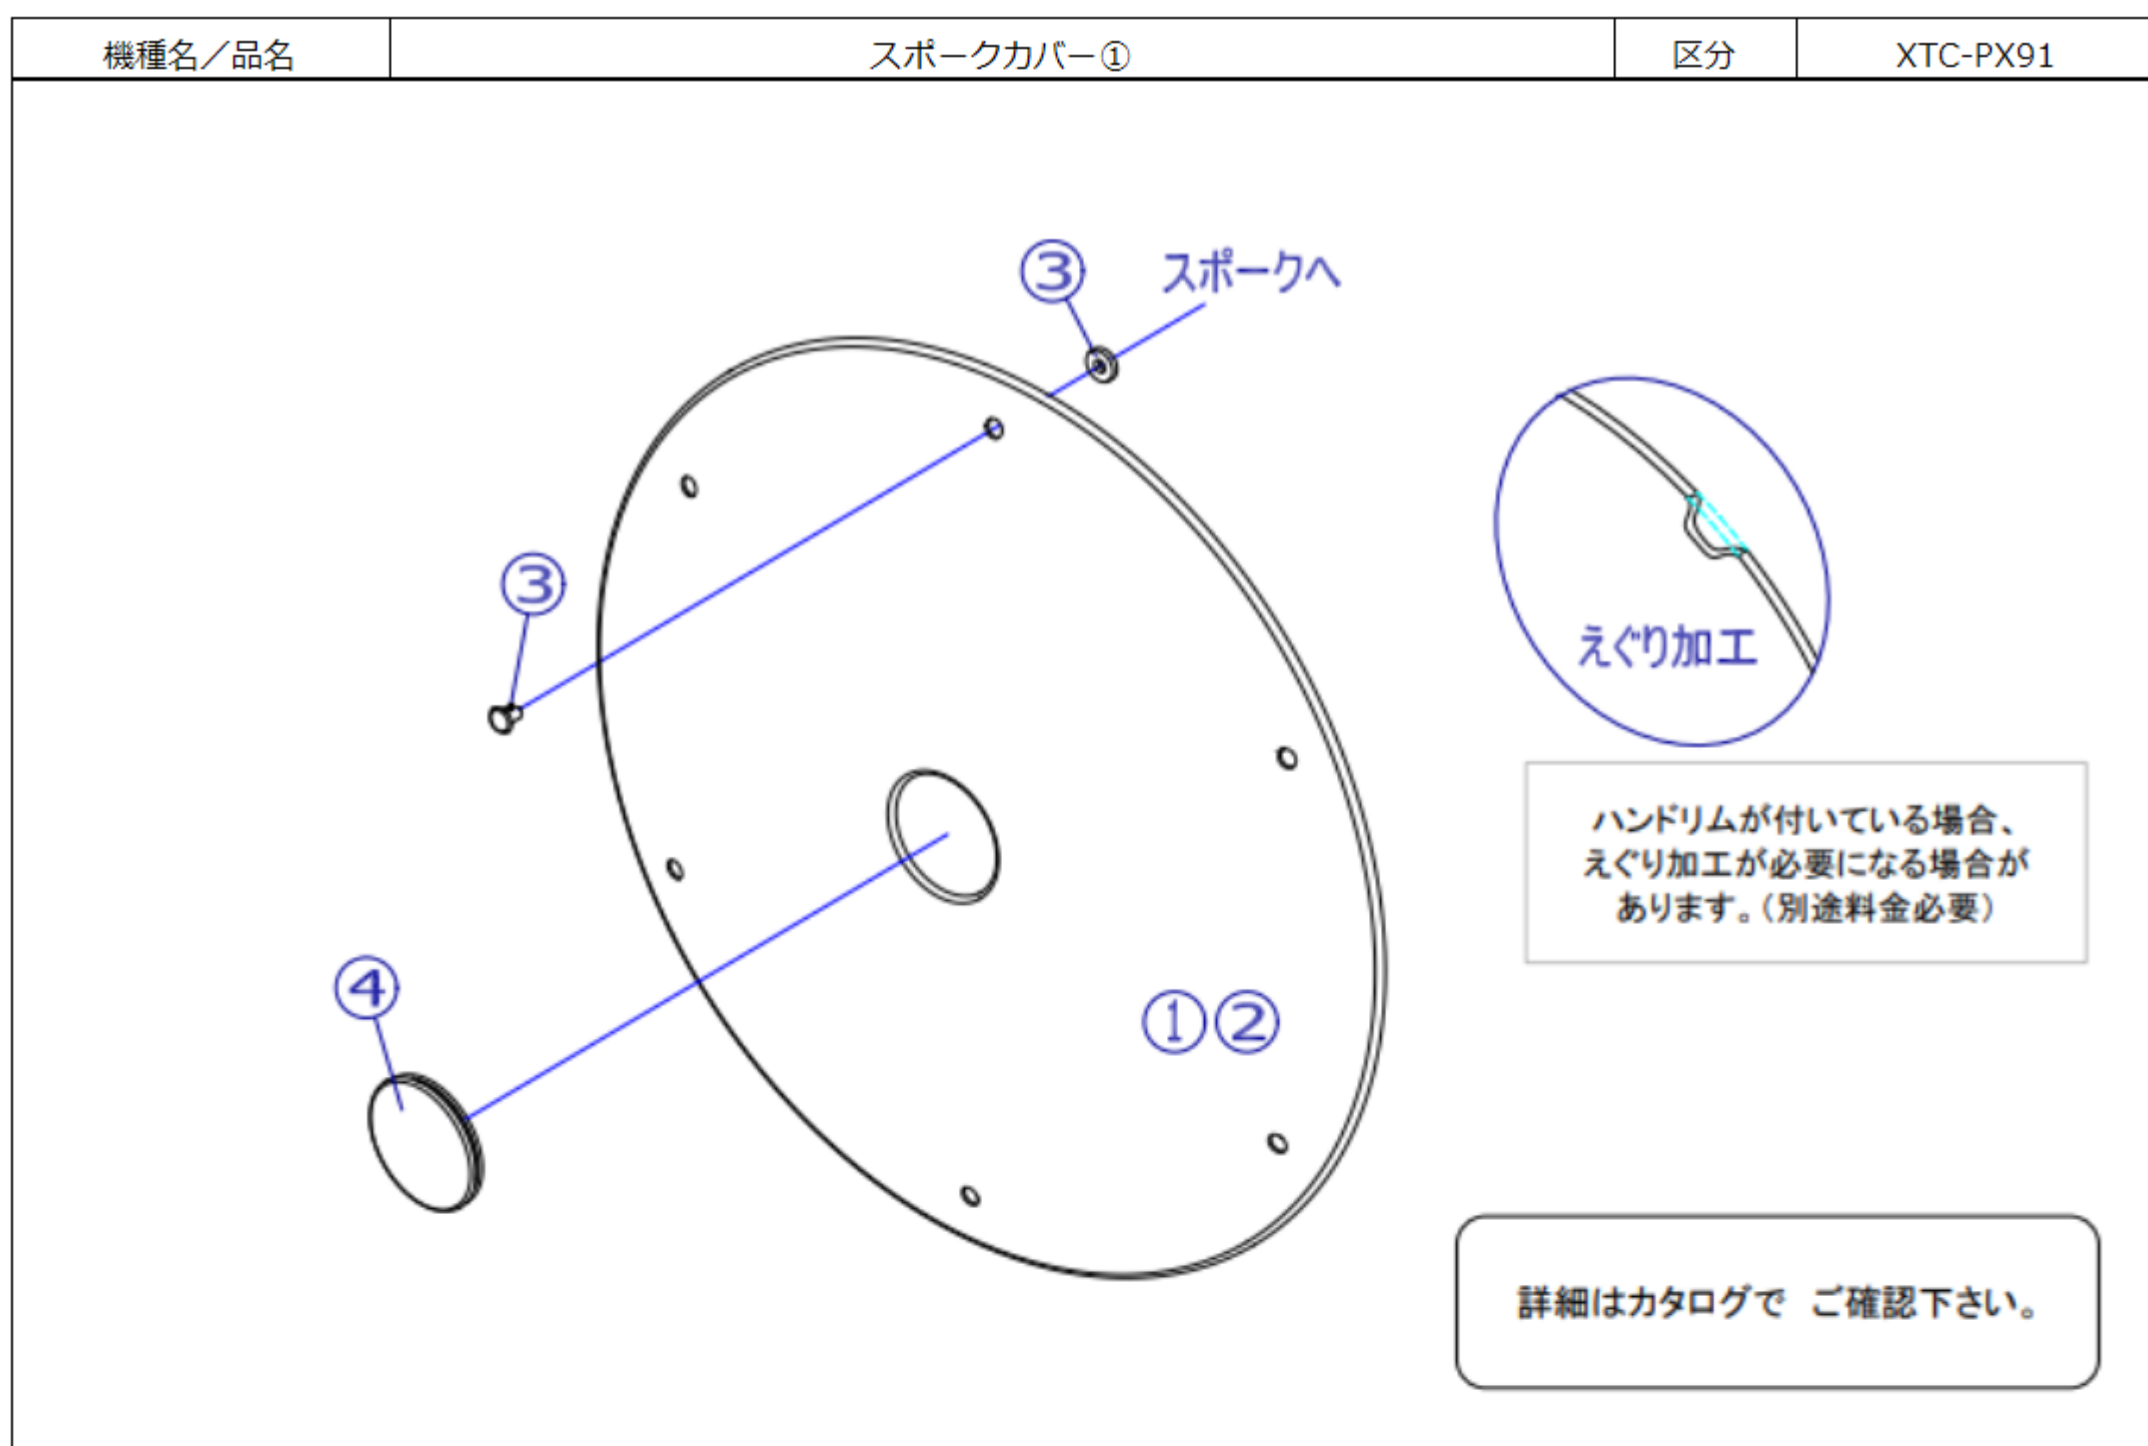 機種名／品名 スポークカバー① 区分 XTC-PX91
③ スポークへ
③
えぐり加工
ハンドリムが付いている場合、
えぐり加工が必要になる場合が
あります。（別途料金必要）
④
①②
詳細はカタログで　ご確認下さい。